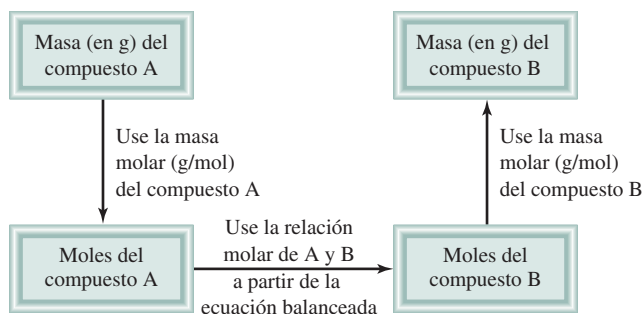 Masa (en g) del
compuesto A
Masa (en g) del
compuesto B
Use la masa
molar (g/mol)
del compuesto A
Use la masa
molar (g/mol)
del compuesto B
Moles del
compuesto A
Use la relación
molar de A y B
a partir de la
ecuación balanceada
Moles del
compuesto B